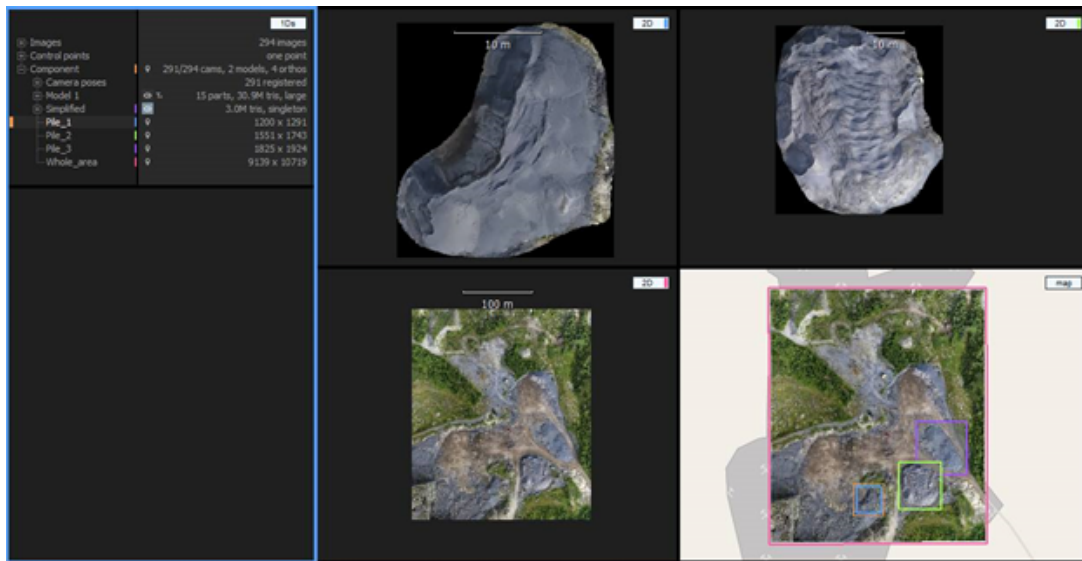 1Ds
Images 294 images
Control points one point
Component 291/294 cams, 2 models, 4 orthos
Camera poses 291 registered
Model 1 15 parts, 30.9M tris, large
Simplified 3.0M tris, singleton
Pile_1 1200 x 1291
Pile_2 1551 x 1743
Pile_3 1825 x 1924
Whole_area 9139 x 10719
10 m
2D
10 m
2D
100 m
2D
map